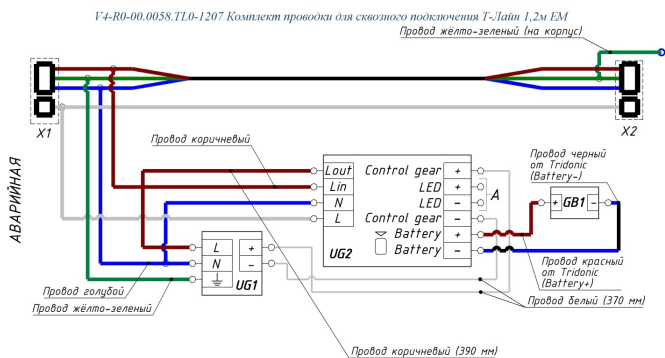 V4-R0-00.0058.TL0-1207 Комплект проводки для сквозного подключения Т-Лайн 1,2м ЕМ
Провод жёлто-зеленый (на корпус)
X1
X2
АВАРИЙНАЯ
Провод коричневый
Lout
Lin
N
L
Control gear +
LED +
LED −
Control gear −
Battery +
Battery −
UG2
A
Провод черный
от Tridonic
(Battery-)
+ GB1 −
Провод красный
от Tridonic
(Battery+)
L
N
+
−
UG1
Провод голубой
Провод жёлто-зеленый
Провод белый (370 мм)
Провод коричневый (390 мм)